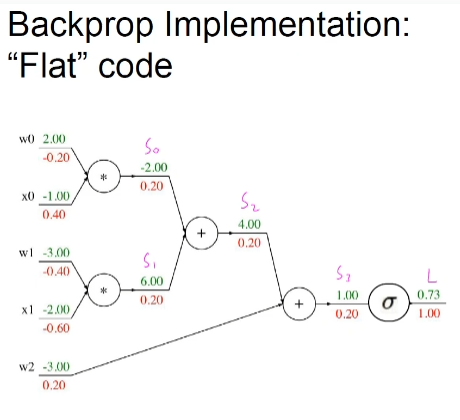 Backprop Implementation:
“Flat” code
w0 2.00
-0.20
x0 -1.00
0.40
w1 -3.00
-0.40
x1 -2.00
-0.60
w2 -3.00
0.20
*
*
S0
-2.00
0.20
S1
6.00
0.20
+
S2
4.00
0.20
+
S3
1.00
0.20
σ
L
0.73
1.00